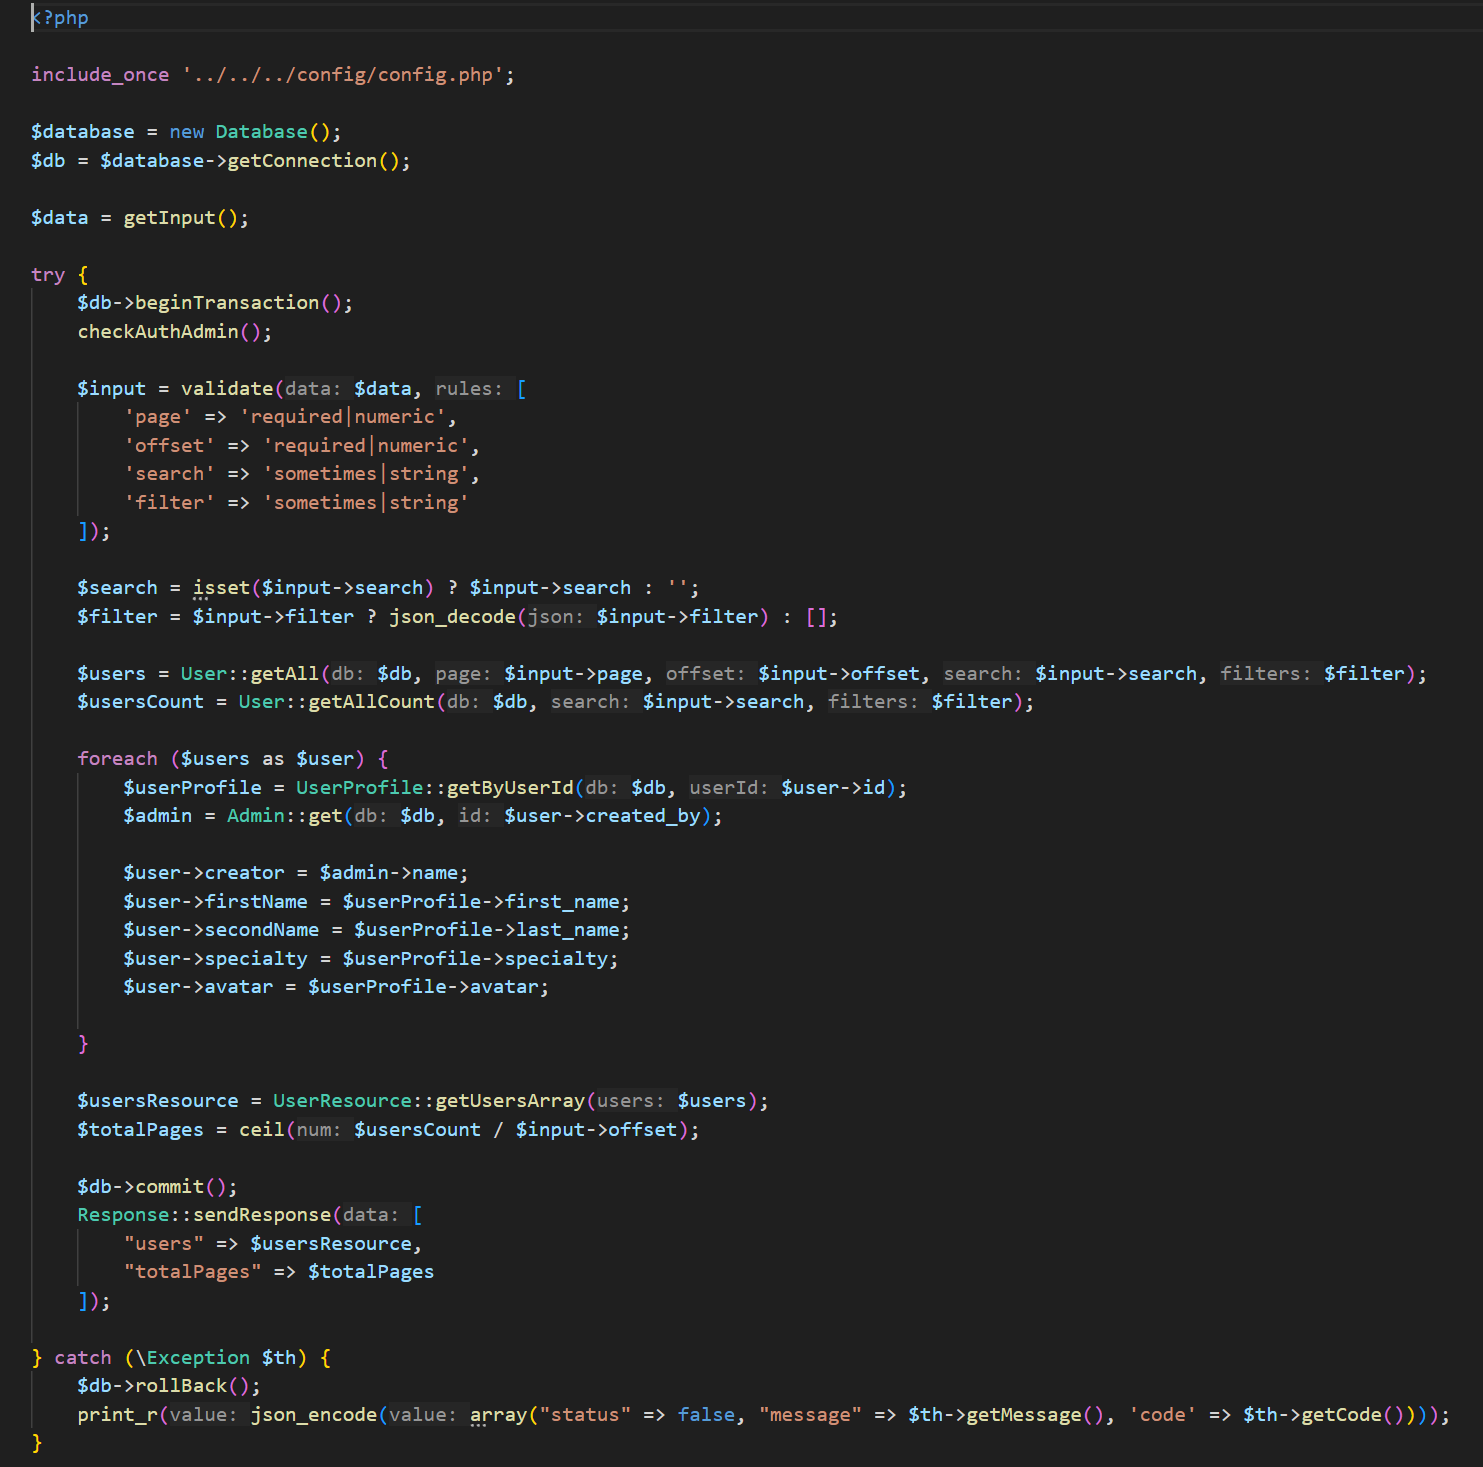 <?php
include_once '../../../config/config.php';
$database = new Database();
$db = $database->getConnection();
$data = getInput();
try {
    $db->beginTransaction();
    checkAuthAdmin();
    $input = validate(data: $data, rules: [
        'page' => 'required|numeric',
        'offset' => 'required|numeric',
        'search' => 'sometimes|string',
        'filter' => 'sometimes|string'
    ]);
    $search = isset($input->search) ? $input->search : '';
    $filter = $input->filter ? json_decode(json: $input->filter) : [];
    $users = User::getAll(db: $db, page: $input->page, offset: $input->offset, search: $input->search, filters: $filter);
    $usersCount = User::getAllCount(db: $db, search: $input->search, filters: $filter);
    foreach ($users as $user) {
        $userProfile = UserProfile::getByUserId(db: $db, userId: $user->id);
        $admin = Admin::get(db: $db, id: $user->created_by);
        $user->creator = $admin->name;
        $user->firstName = $userProfile->first_name;
        $user->secondName = $userProfile->last_name;
        $user->specialty = $userProfile->specialty;
        $user->avatar = $userProfile->avatar;
    }
    $usersResource = UserResource::getUsersArray(users: $users);
    $totalPages = ceil(num: $usersCount / $input->offset);
    $db->commit();
    Response::sendResponse(data: [
        "users" => $usersResource,
        "totalPages" => $totalPages
    ]);
} catch (\Exception $th) {
    $db->rollBack();
    print_r(value: json_encode(value: array("status" => false, "message" => $th->getMessage(), 'code' => $th->getCode())));
}